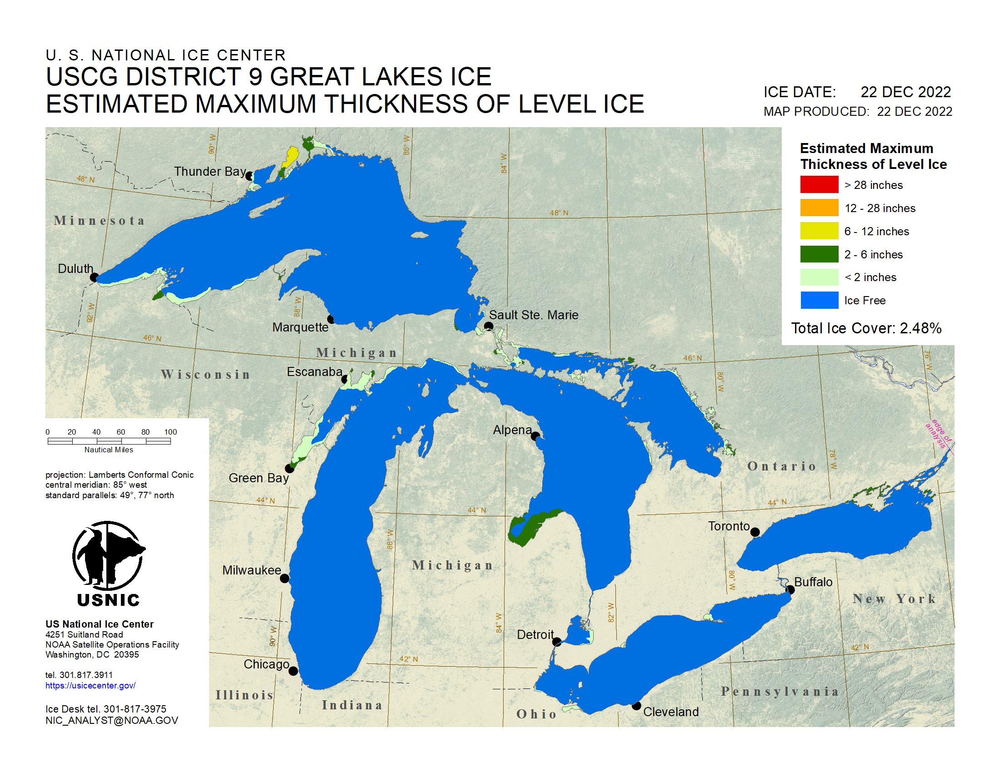 U. S. NATIONAL ICE CENTER
USCG DISTRICT 9 GREAT LAKES ICE
ESTIMATED MAXIMUM THICKNESS OF LEVEL ICE
ICE DATE: 22 DEC 2022
MAP PRODUCED: 22 DEC 2022
Estimated Maximum
Thickness of Level Ice
> 28 inches
12 - 28 inches
6 - 12 inches
2 - 6 inches
< 2 inches
Ice Free
Total Ice Cover: 2.48%
90° W
86° W
84° W
Thunder Bay
48° N
48° N
Minnesota
Duluth
92° W
88° W
Marquette
Sault Ste. Marie
46° N
Michigan
46° N
76° W
Wisconsin
Escanaba
80° W
Alpena
edge of
analysis
78° W
Ontario
Green Bay
44° N
44° N
44° N
Toronto
86° W
Michigan
Milwaukee
80° W
Buffalo
New York
82° W
84° W
90° W
Detroit
42° N
42° N
Chicago
Illinois
Indiana
Ohio
Cleveland
Pennsylvania
0 20 40 60 80 100
Nautical Miles
projection: Lamberts Conformal Conic
central meridian: 85° west
standard parallels: 49°, 77° north
USNIC
US National Ice Center
4251 Suitland Road
NOAA Satellite Operations Facility
Washington, DC 20395
tel. 301.817.3911
https://usicecenter.gov/
Ice Desk tel. 301-817-3975
NIC_ANALYST@NOAA.GOV